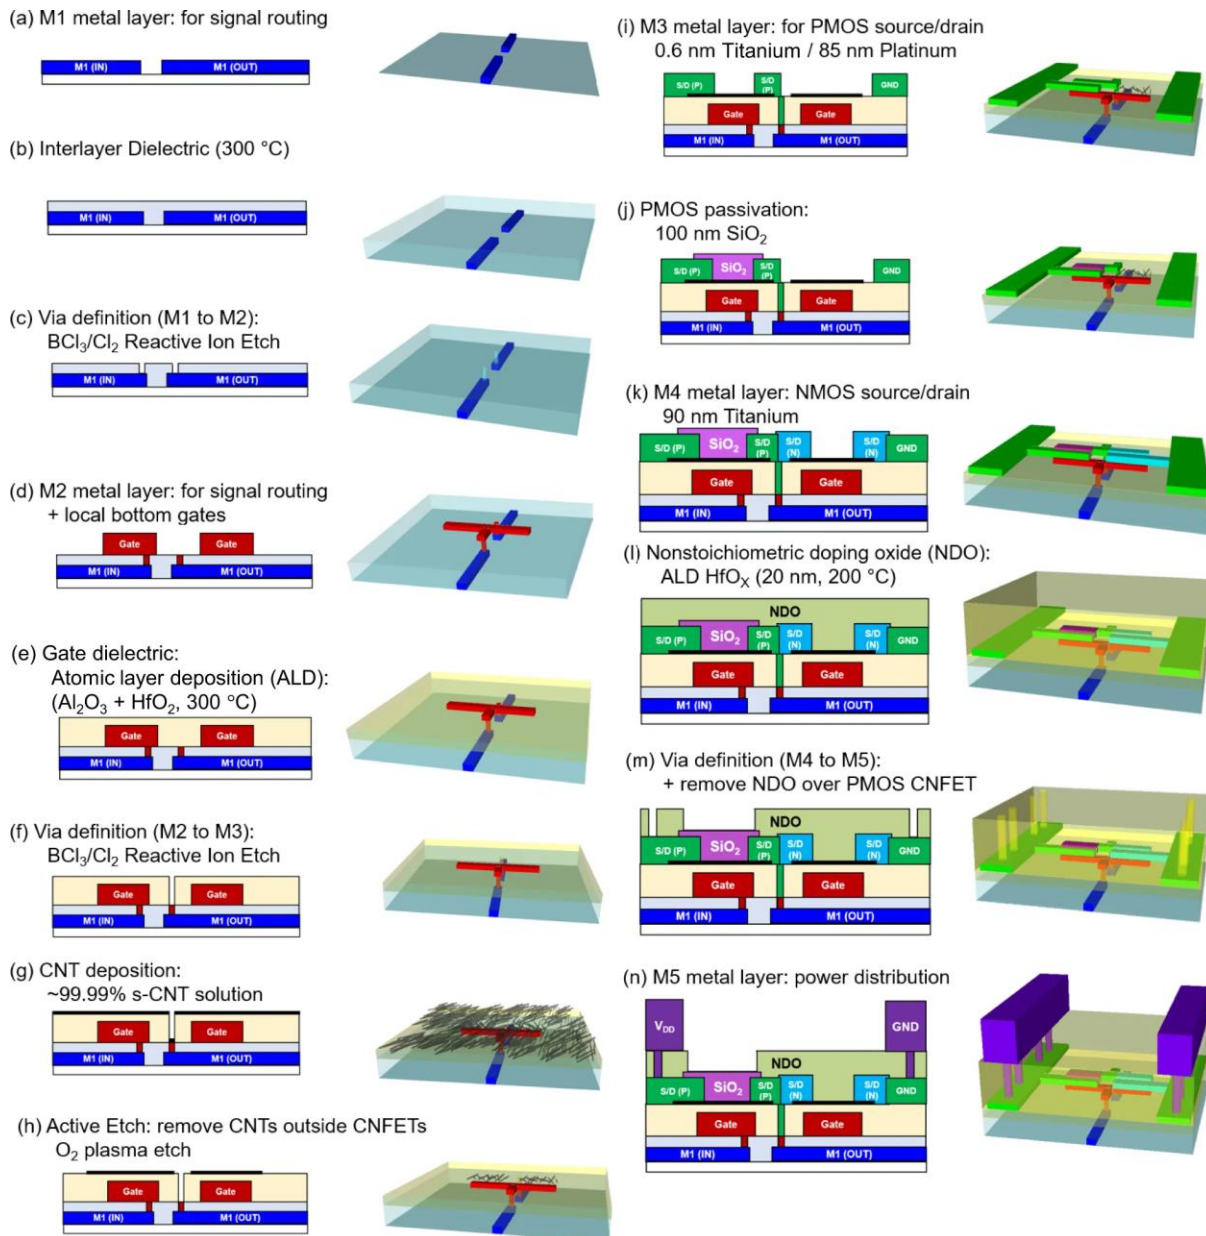 (a) M1 metal layer: for signal routing
M1 (IN) M1 (OUT)
(b) Interlayer Dielectric (300 °C)
M1 (IN) M1 (OUT)
(c) Via definition (M1 to M2):
BCl₃/Cl₂ Reactive Ion Etch
M1 (IN) M1 (OUT)
(d) M2 metal layer: for signal routing
+ local bottom gates
Gate Gate
M1 (IN) M1 (OUT)
(e) Gate dielectric:
Atomic layer deposition (ALD):
(Al₂O₃ + HfO₂, 300 °C)
Gate Gate
M1 (IN) M1 (OUT)
(f) Via definition (M2 to M3):
BCl₃/Cl₂ Reactive Ion Etch
Gate Gate
M1 (IN) M1 (OUT)
(g) CNT deposition:
~99.99% s-CNT solution
Gate Gate
M1 (IN) M1 (OUT)
(h) Active Etch: remove CNTs outside CNFETs
O₂ plasma etch
Gate Gate
M1 (IN) M1 (OUT)
(i) M3 metal layer: for PMOS source/drain
0.6 nm Titanium / 85 nm Platinum
S/D (P) S/D (P) GND
Gate Gate
M1 (IN) M1 (OUT)
(j) PMOS passivation:
100 nm SiO₂
S/D (P) SiO₂ S/D (P) GND
Gate Gate
M1 (IN) M1 (OUT)
(k) M4 metal layer: NMOS source/drain
90 nm Titanium
S/D (P) SiO₂ S/D (P) S/D (N) S/D (N) GND
Gate Gate
M1 (IN) M1 (OUT)
(l) Nonstoichiometric doping oxide (NDO):
ALD HfOₓ (20 nm, 200 °C)
NDO
S/D (P) SiO₂ S/D (P) S/D (N) S/D (N) GND
Gate Gate
M1 (IN) M1 (OUT)
(m) Via definition (M4 to M5):
+ remove NDO over PMOS CNFET
NDO
S/D (P) SiO₂ S/D (P) S/D (N) S/D (N) GND
Gate Gate
M1 (IN) M1 (OUT)
(n) M5 metal layer: power distribution
V_DD GND
NDO
S/D (P) SiO₂ S/D (P) S/D (N) S/D (N) GND
Gate Gate
M1 (IN) M1 (OUT)